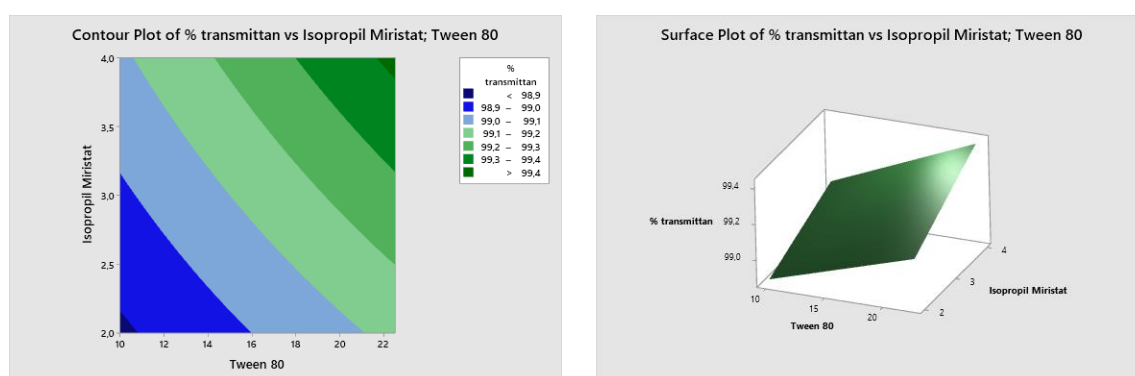 Contour Plot of % transmittan vs Isopropil Miristat; Tween 80
4,0
3,5
3,0
2,5
2,0
Isopropil Miristat
10 12 14 16 18 20 22
Tween 80
%
transmittan
< 98,9
98,9 – 99,0
99,0 – 99,1
99,1 – 99,2
99,2 – 99,3
99,3 – 99,4
> 99,4
Surface Plot of % transmittan vs Isopropil Miristat; Tween 80
99,4
% transmittan 99,2
99,0
10
15
20
Tween 80
2
3
4
Isopropil Miristat